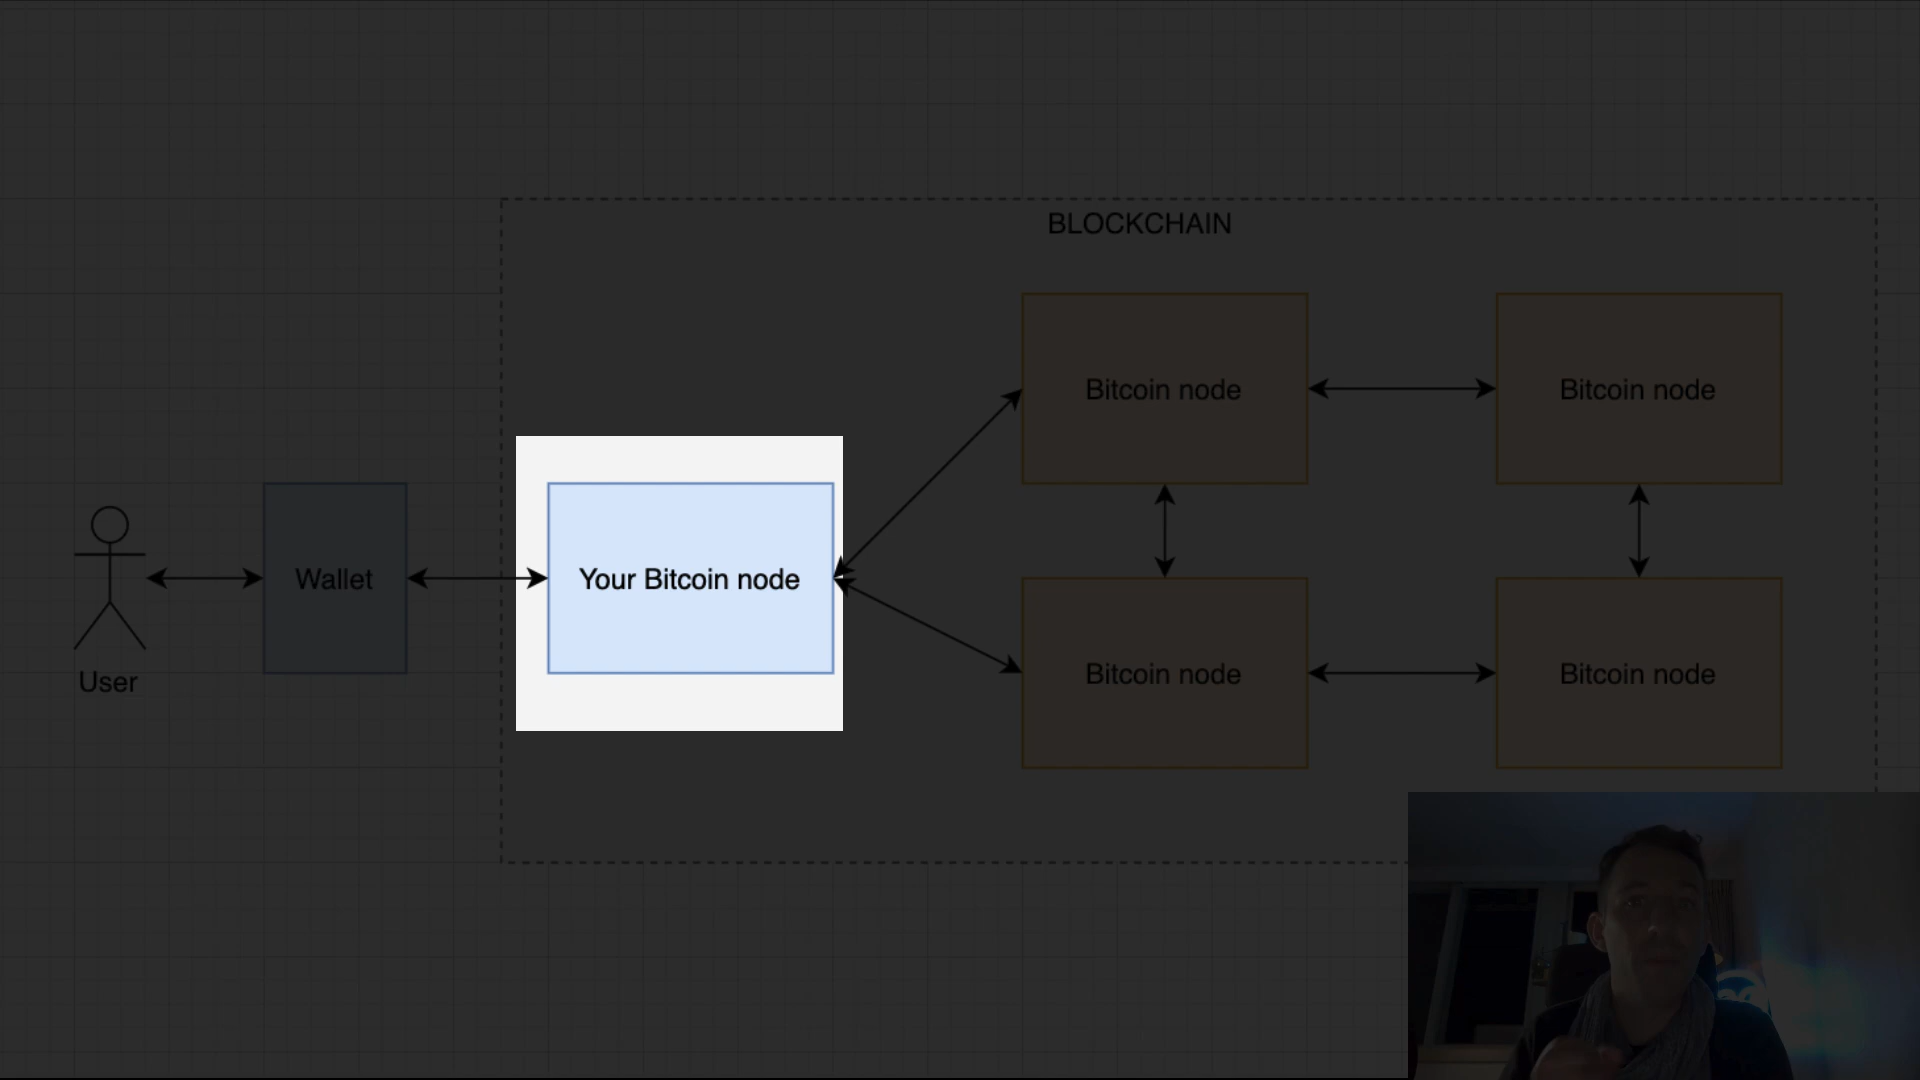 BLOCKCHAIN
Bitcoin node
Bitcoin node
Wallet
Your Bitcoin node
Bitcoin node
Bitcoin node
User